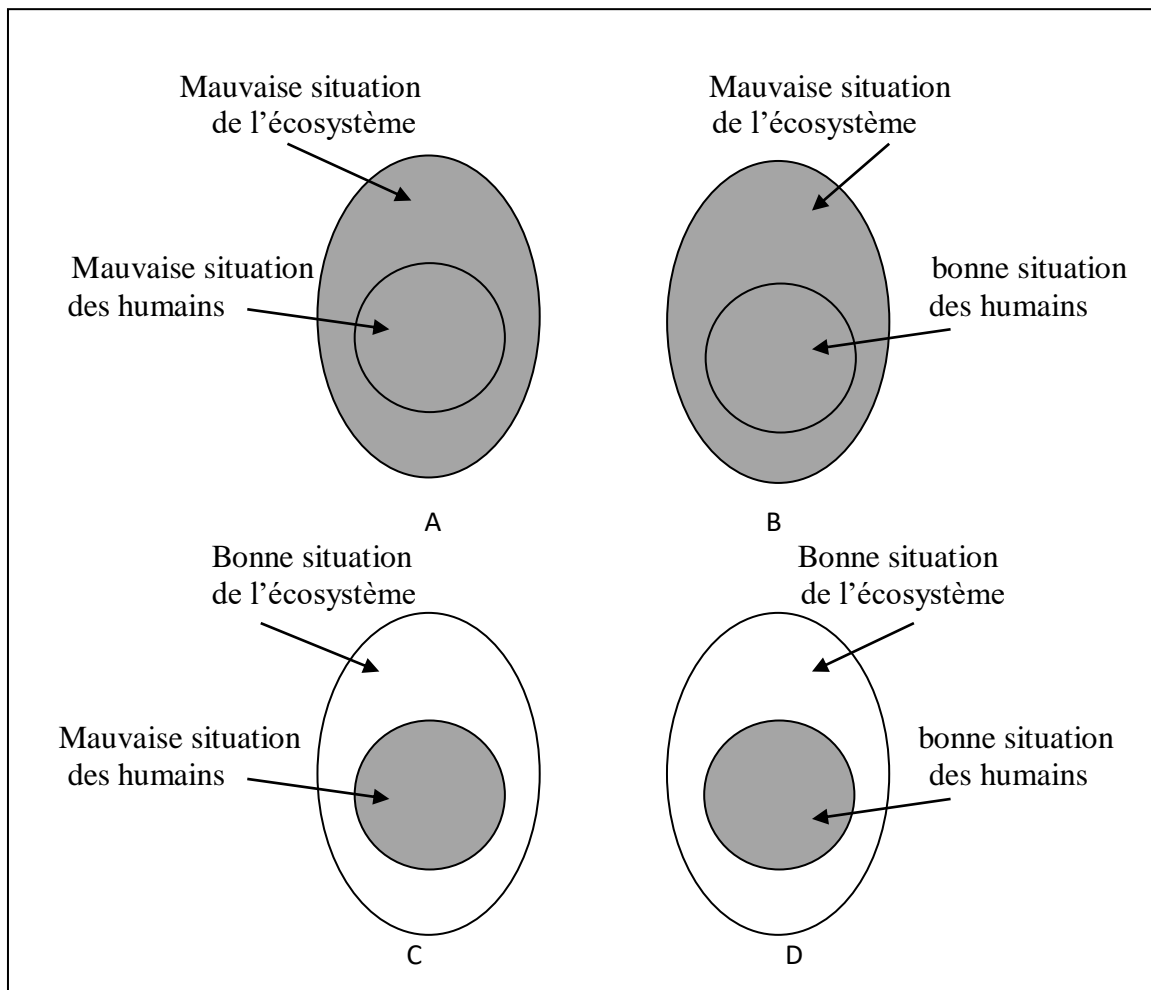 Mauvaise situation
de l’écosystème
Mauvaise situation
de l’écosystème
Mauvaise situation
des humains
bonne situation
des humains
A
B
Bonne situation
de l’écosystème
Bonne situation
de l’écosystème
Mauvaise situation
des humains
bonne situation
des humains
C
D